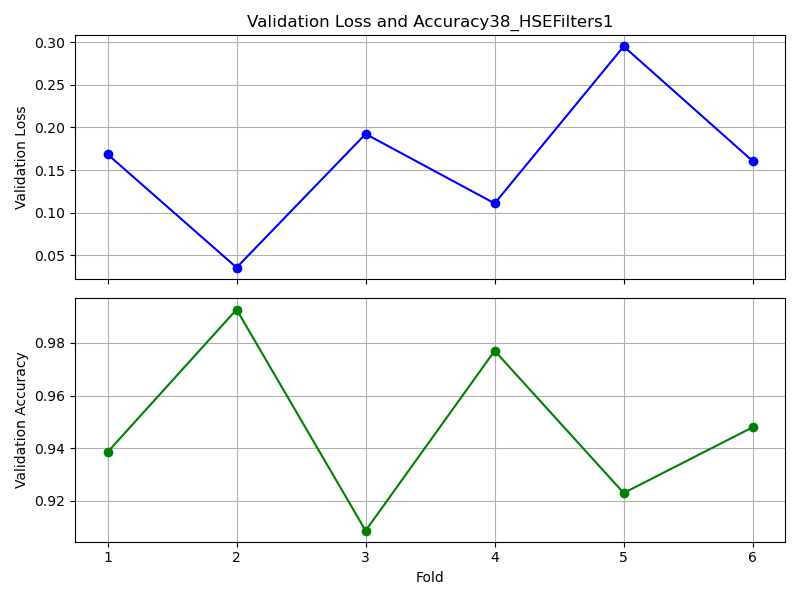 Validation Loss and Accuracy38_HSEFilters1
0.30
0.25
0.20
0.15
0.10
0.05
Validation Loss
0.98
0.96
0.94
0.92
Validation Accuracy
1 2 3 4 5 6
Fold